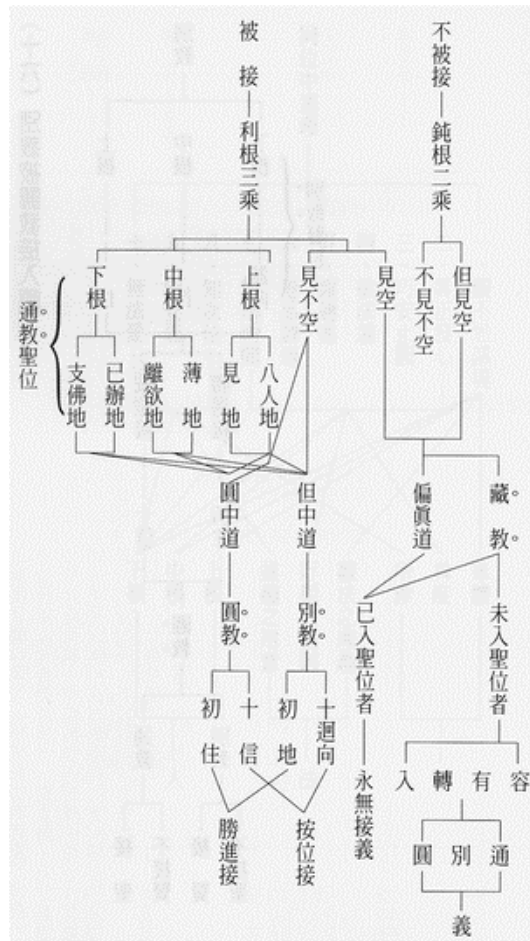 不被接
鈍根二乘
但見空
不見不空
被接
利根三乘
見空
見不空
上根
中根
下根
八人地
見地
薄地
離欲地
已辦地
支佛地
通教聖位
藏教
偏眞道
但中道
圓中道
未入聖位者
已入聖位者
別教
圓教
十迴向
初地
十信
初住
容有轉入
永無接義
按位接
勝進接
通
別
圓
義